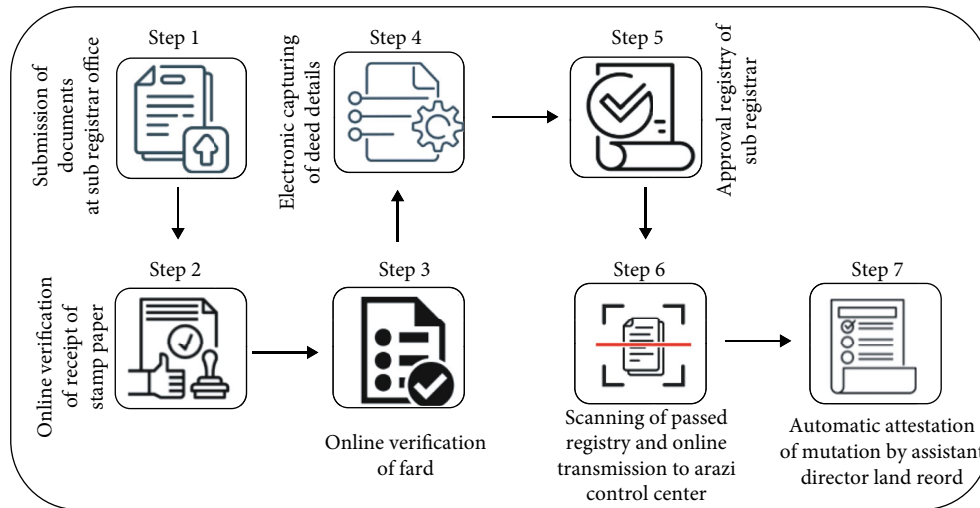 Step 1
Submission of
documents
at sub registrar office
Step 2
Online verification
of receipt of
stamp paper
Step 3
Online verification
of fard
Step 4
Electronic capturing
of deed details
Step 5
Approval registry of
sub registrar
Step 6
Scanning of passed
registry and online
transmission to arazi
control center
Step 7
Automatic attestation
of mutation by assistant
director land reord